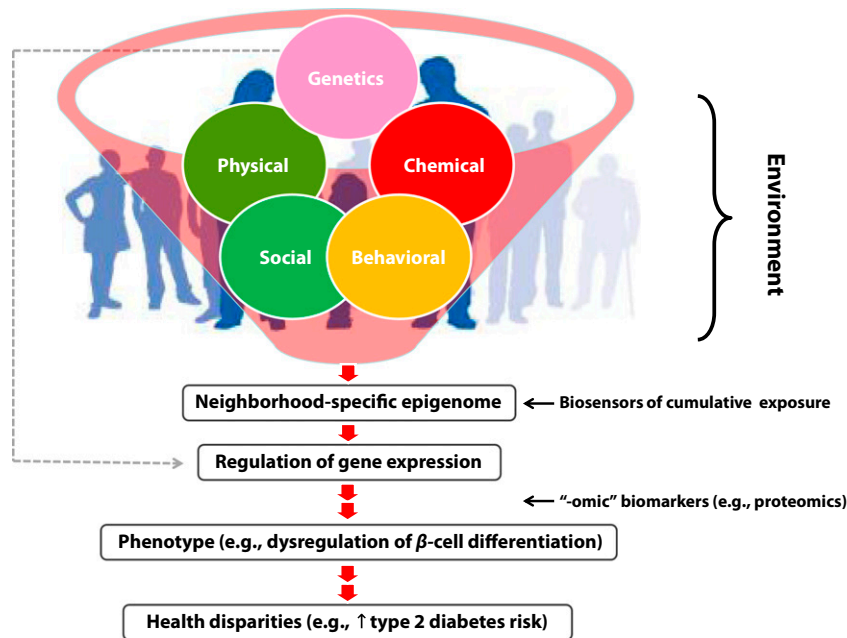 Genetics
Physical
Chemical
Social
Behavioral
Environment
Neighborhood-specific epigenome
Biosensors of cumulative exposure
Regulation of gene expression
“-omic” biomarkers (e.g., proteomics)
Phenotype (e.g., dysregulation of β-cell differentiation)
Health disparities (e.g., ↑ type 2 diabetes risk)